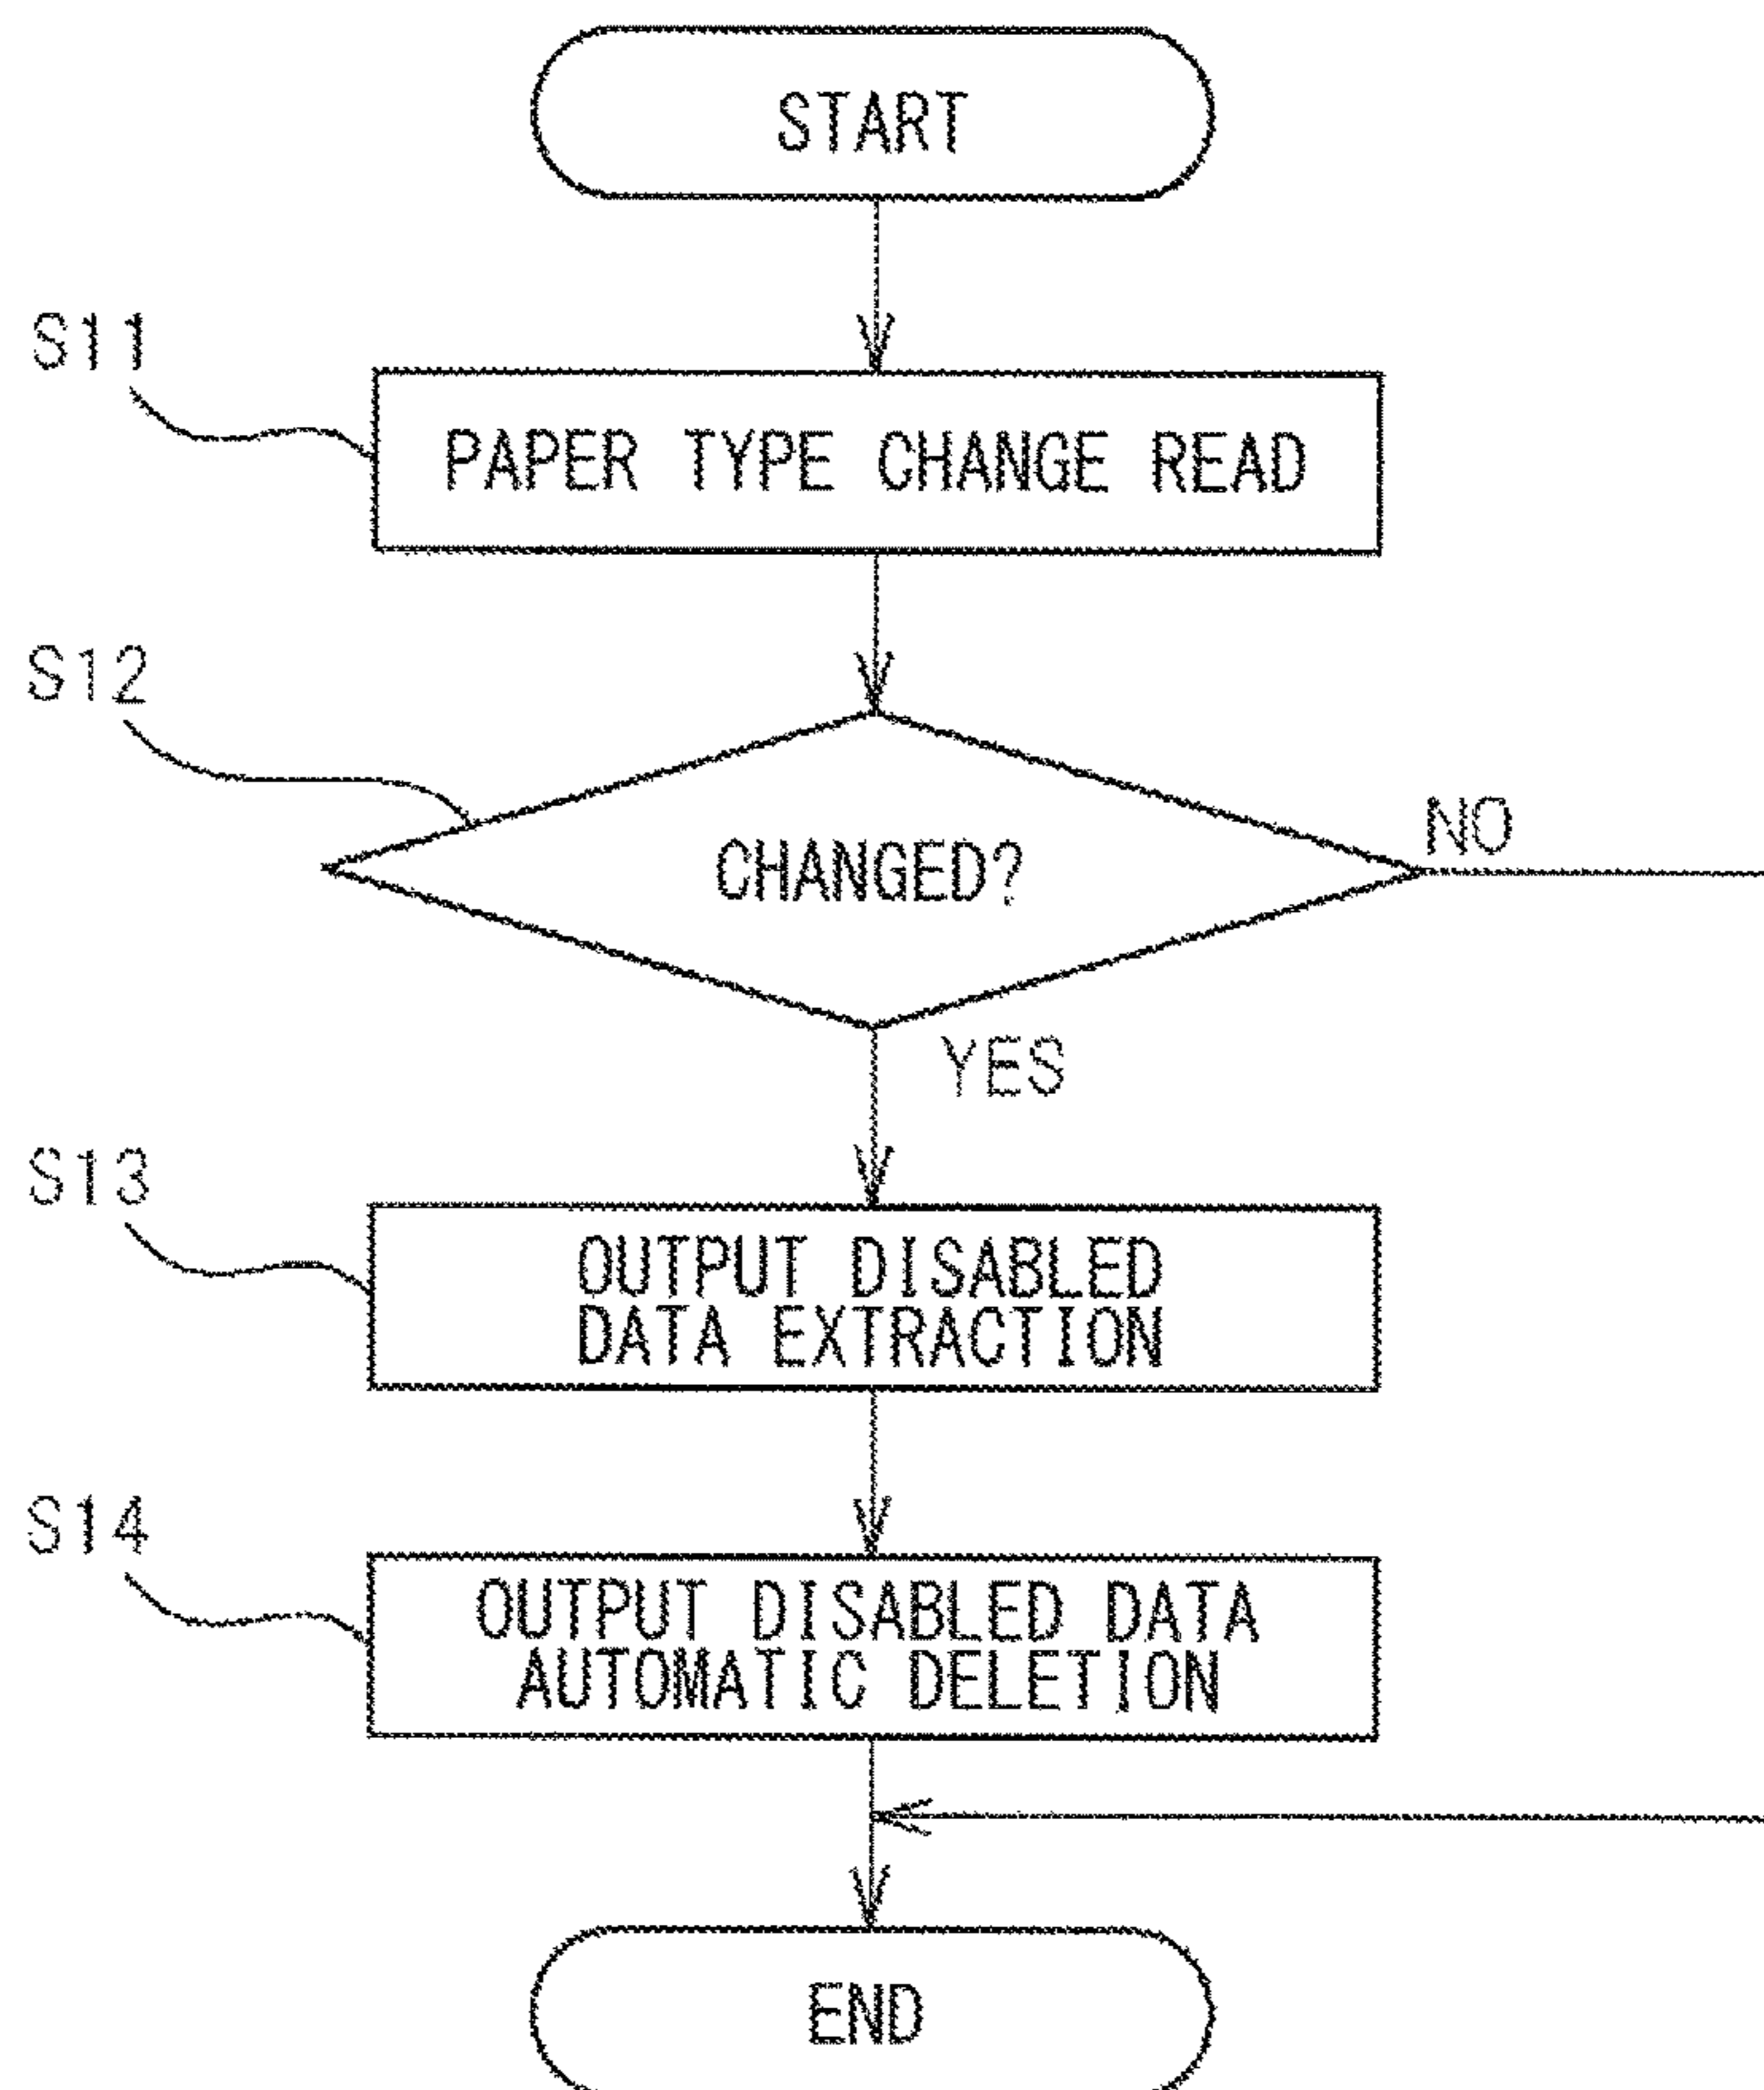 START
S11
PAPER TYPE CHANGE READ
S12
CHANGED?
NO
YES
S13
OUTPUT DISABLED
DATA EXTRACTION
S14
OUTPUT DISABLED DATA
AUTOMATIC DELETION
END